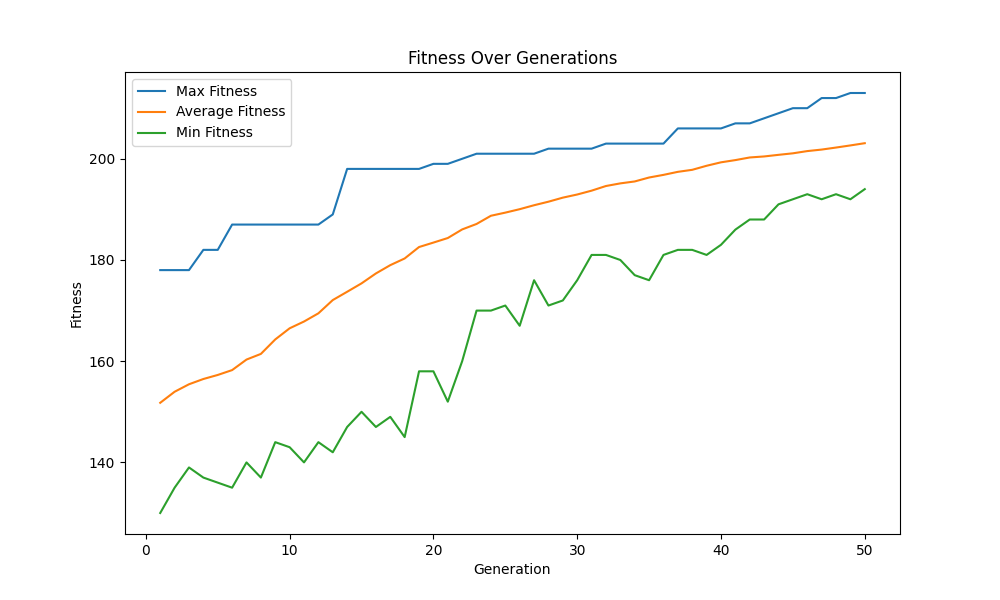 Fitness Over Generations
Max Fitness
Average Fitness
Min Fitness
200
180
160
140
Fitness
0 10 20 30 40 50
Generation